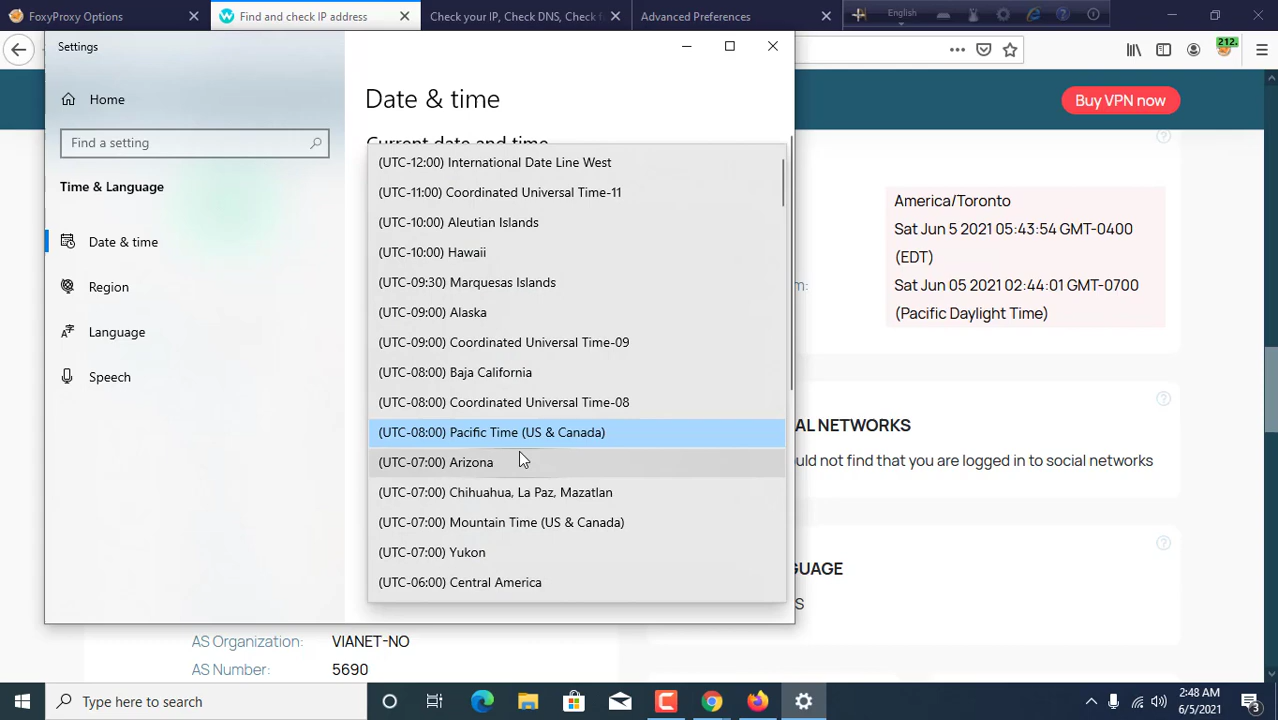 FoxyProxy Options
Find and check IP address
Check your IP, Check DNS, Check f
Advanced Preferences
English
212.
Settings
Home
Find a setting
Time & Language
Date & time
Region
Language
Speech
Date & time
Current date and time
(UTC-12:00) International Date Line West
(UTC-11:00) Coordinated Universal Time-11
(UTC-10:00) Aleutian Islands
(UTC-10:00) Hawaii
(UTC-09:30) Marquesas Islands
(UTC-09:00) Alaska
(UTC-09:00) Coordinated Universal Time-09
(UTC-08:00) Baja California
(UTC-08:00) Coordinated Universal Time-08
(UTC-08:00) Pacific Time (US & Canada)
(UTC-07:00) Arizona
(UTC-07:00) Chihuahua, La Paz, Mazatlan
(UTC-07:00) Mountain Time (US & Canada)
(UTC-07:00) Yukon
(UTC-06:00) Central America
Buy VPN now
America/Toronto
Sat Jun 5 2021 05:43:54 GMT-0400
(EDT)
m:
Sat Jun 05 2021 02:44:01 GMT-0700
(Pacific Daylight Time)
AL NETWORKS
ould not find that you are logged in to social networks
GUAGE
S
AS Organization: VIANET-NO
AS Number: 5690
Type here to search
2:48 AM
6/5/2021
3